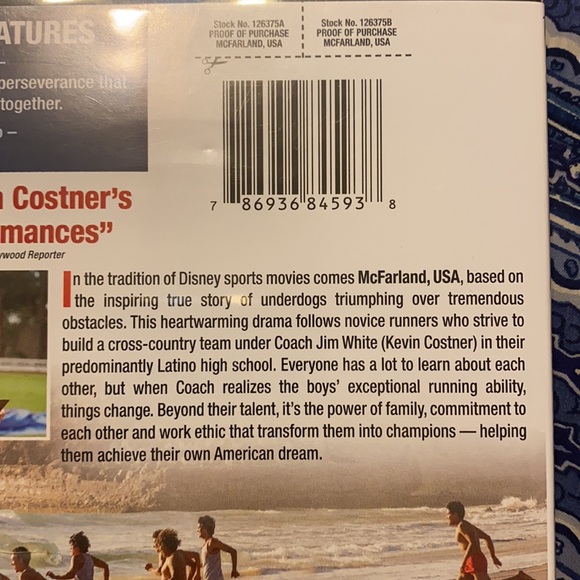 ATURES
perseverance that
together.
Stock No. 126375A
PROOF OF PURCHASE
MCFARLAND, USA
Stock No. 126375B
PROOF OF PURCHASE
MCFARLAND, USA
7 86936 84593 8
Costner's
mances”
ywood Reporter
In the tradition of Disney sports movies comes McFarland, USA, based on
the inspiring true story of underdogs triumphing over tremendous
obstacles. This heartwarming drama follows novice runners who strive to
build a cross-country team under Coach Jim White (Kevin Costner) in their
predominantly Latino high school. Everyone has a lot to learn about each
other, but when Coach realizes the boys' exceptional running ability,
things change. Beyond their talent, it's the power of family, commitment to
each other and work ethic that transform them into champions — helping
them achieve their own American dream.